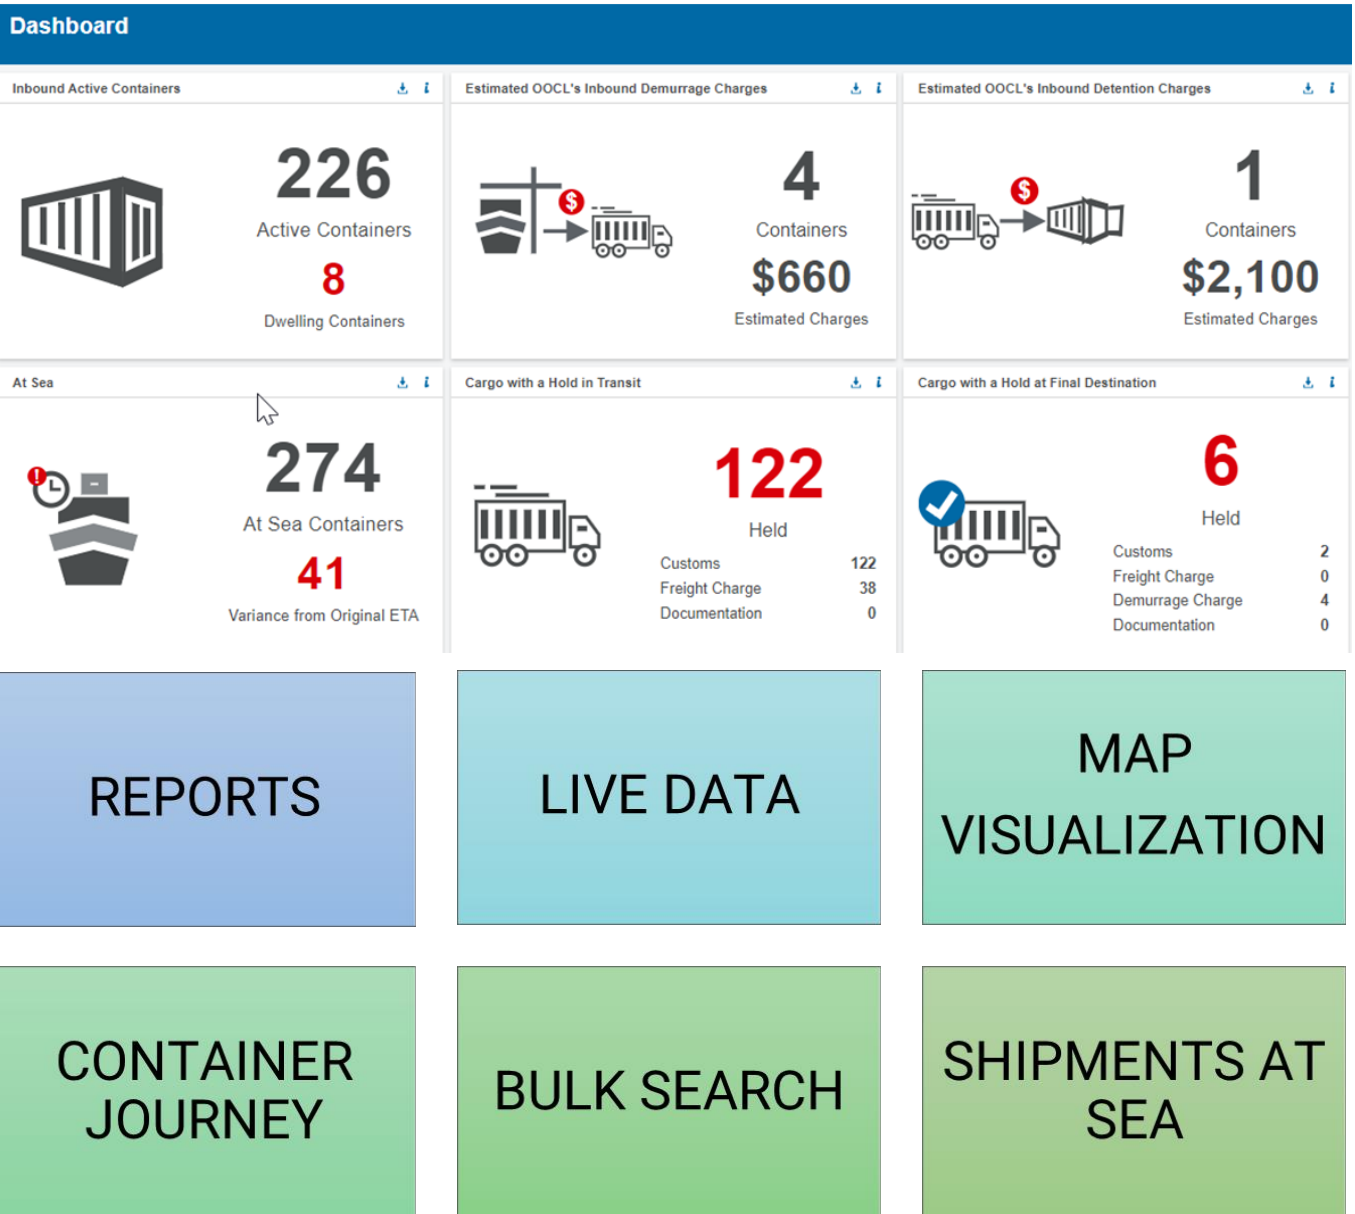 Dashboard
Inbound Active Containers
226
Active Containers
8
Dwelling Containers
Estimated OOCL's Inbound Demurrage Charges
$
4
Containers
$660
Estimated Charges
Estimated OOCL's Inbound Detention Charges
$
1
Containers
$2,100
Estimated Charges
At Sea
274
At Sea Containers
41
Variance from Original ETA
Cargo with a Hold in Transit
122
Held
Customs 122
Freight Charge 38
Documentation 0
Cargo with a Hold at Final Destination
6
Held
Customs 2
Freight Charge 0
Demurrage Charge 4
Documentation 0
REPORTS
LIVE DATA
MAP
VISUALIZATION
CONTAINER
JOURNEY
BULK SEARCH
SHIPMENTS AT
SEA